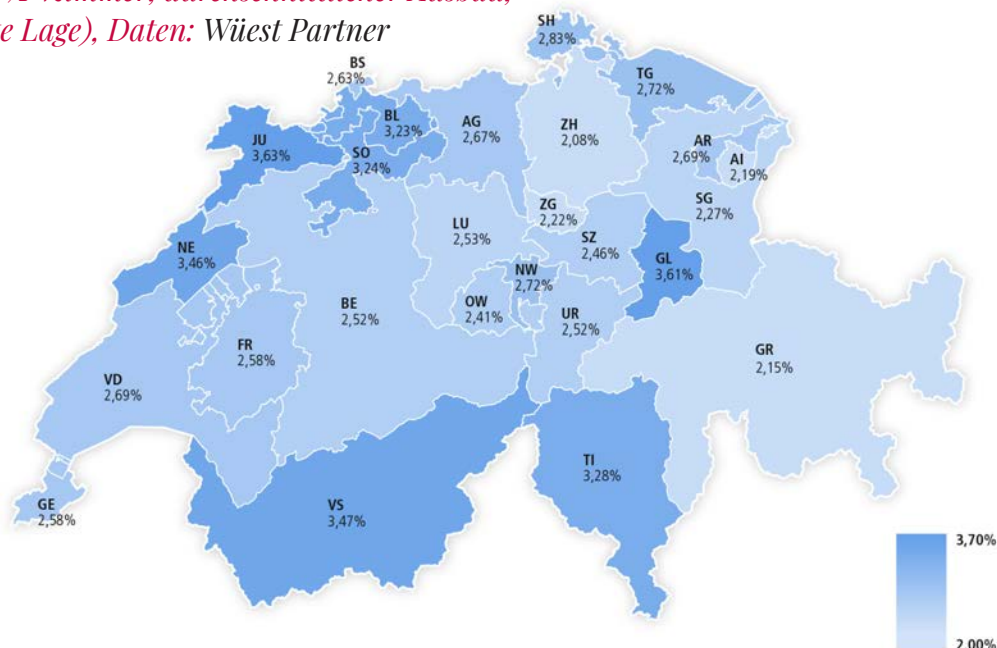 e Lage), Daten: Wüest Partner
SH
2,83%
BS
2,63%
TG
2,72%
BL
3,23%
AG
2,67%
ZH
2,08%
JU
3,63%
SO
3,24%
AR
2,69%
AI
2,19%
ZG
2,22%
SG
2,27%
LU
2,53%
SZ
2,46%
NE
3,46%
GL
3,61%
NW
2,72%
OW
2,41%
BE
2,52%
UR
2,52%
FR
2,58%
GR
2,15%
VD
2,69%
TI
3,28%
GE
2,58%
VS
3,47%
3,70%
2,00%